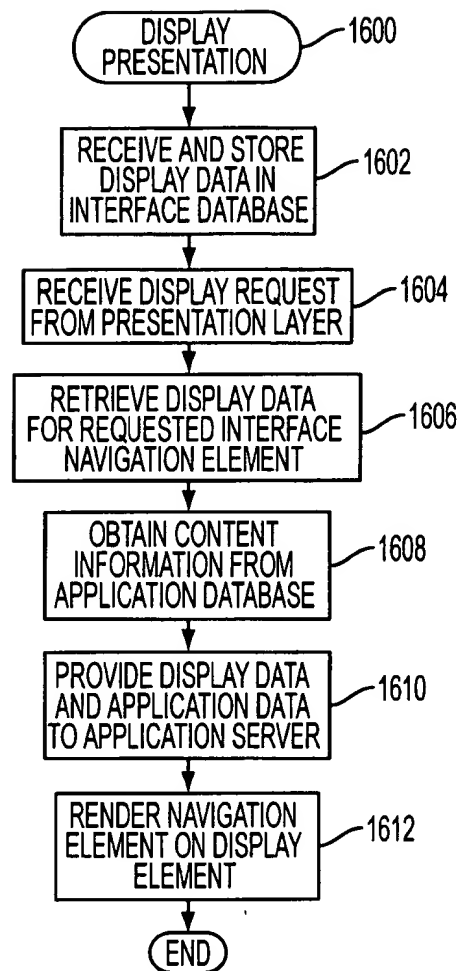 DISPLAY
PRESENTATION
1600
RECEIVE AND STORE
DISPLAY DATA IN
INTERFACE DATABASE
1602
RECEIVE DISPLAY REQUEST
FROM PRESENTATION LAYER
1604
RETRIEVE DISPLAY DATA
FOR REQUESTED INTERFACE
NAVIGATION ELEMENT
1606
OBTAIN CONTENT
INFORMATION FROM
APPLICATION DATABASE
1608
PROVIDE DISPLAY DATA
AND APPLICATION DATA
TO APPLICATION SERVER
1610
RENDER NAVIGATION
ELEMENT ON DISPLAY
ELEMENT
1612
END